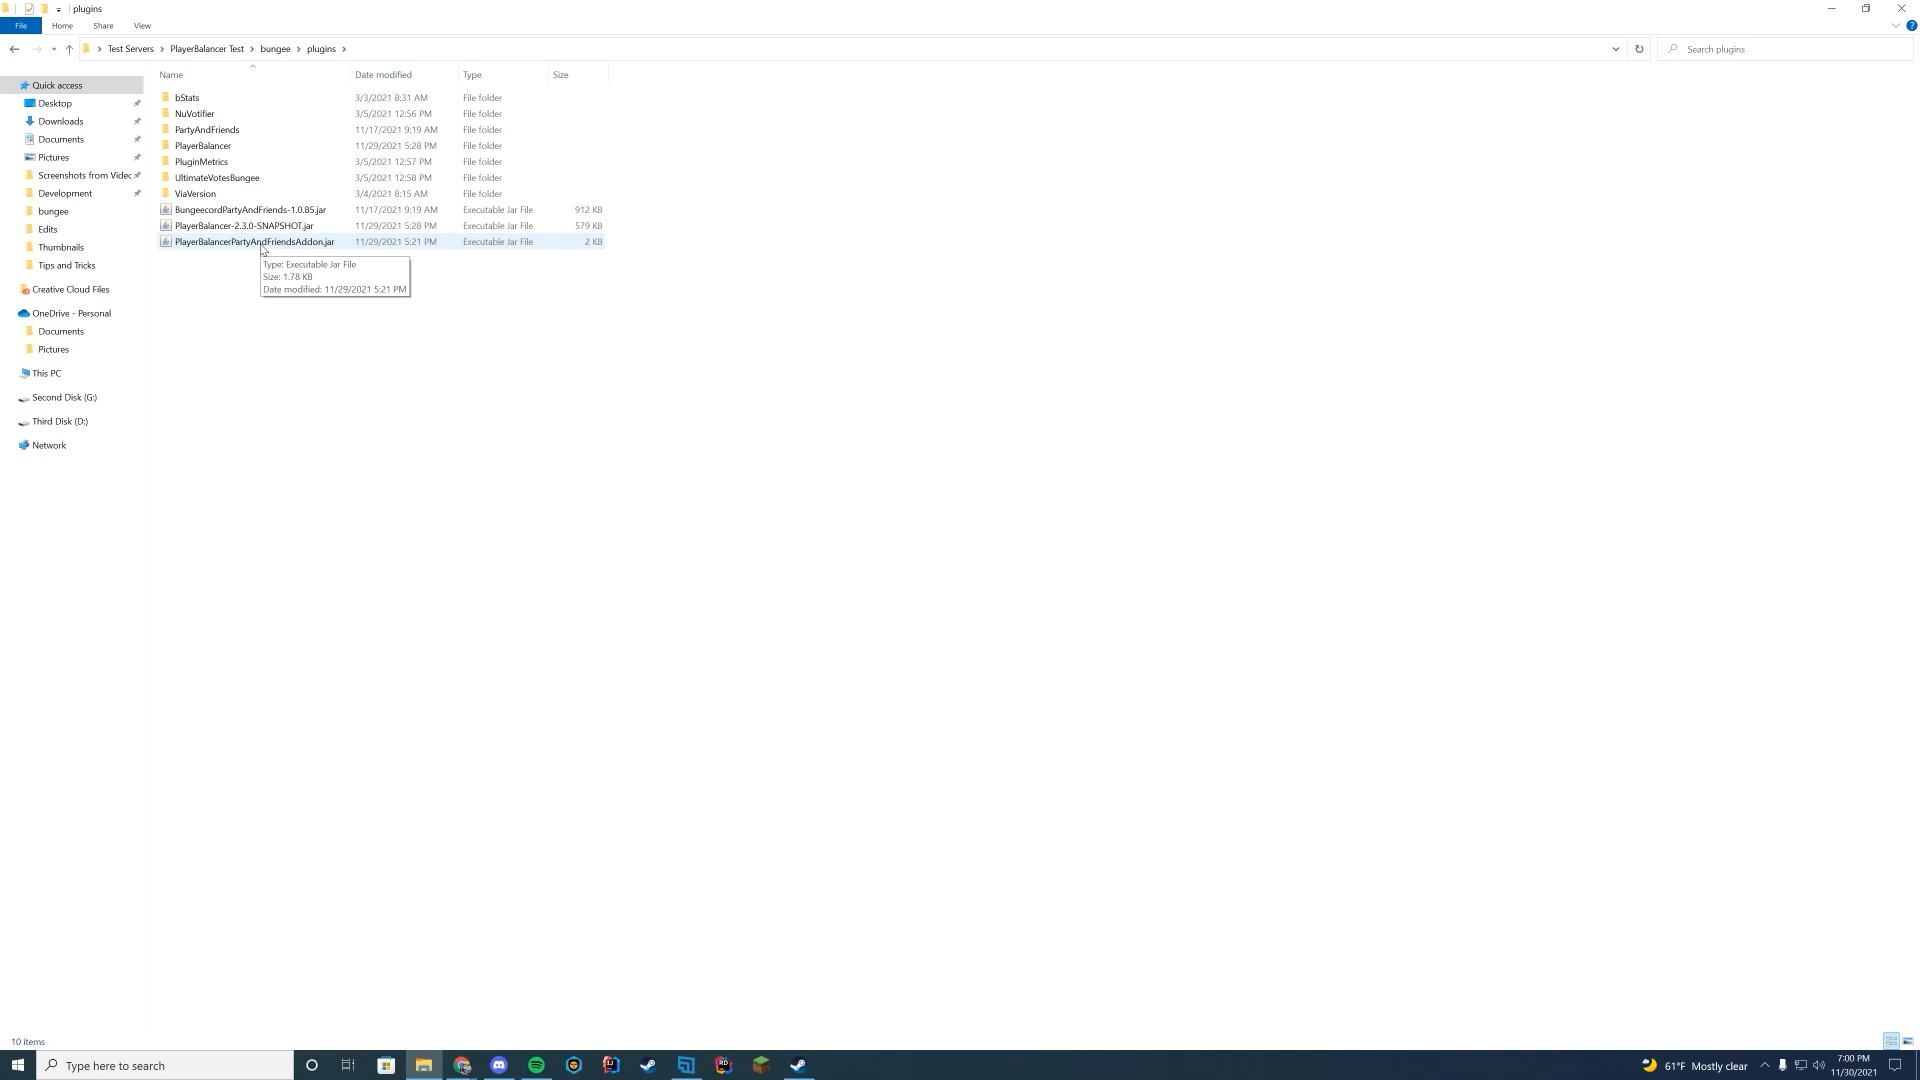 plugins
File Home Share View
Test Servers PlayerBalancer Test bungee plugins
Search plugins
Name Date modified Type Size
Quick access
Desktop
Downloads
Documents
Pictures
Screenshots from Videc
Development
bungee
Edits
Thumbnails
Tips and Tricks
Creative Cloud Files
OneDrive - Personal
Documents
Pictures
This PC
Second Disk (G:)
Third Disk (D:)
Network
bStats 3/3/2021 8:31 AM File folder
NuVotifier 3/5/2021 12:56 PM File folder
PartyAndFriends 11/17/2021 9:19 AM File folder
PlayerBalancer 11/29/2021 5:28 PM File folder
PluginMetrics 3/5/2021 12:57 PM File folder
UltimateVotesBungee 3/5/2021 12:58 PM File folder
ViaVersion 3/4/2021 8:15 AM File folder
BungeecordPartyAndFriends-1.0.85.jar 11/17/2021 9:19 AM Executable Jar File 912 KB
PlayerBalancer-2.3.0-SNAPSHOT.jar 11/29/2021 5:28 PM Executable Jar File 579 KB
PlayerBalancerPartyAndFriendsAddon.jar 11/29/2021 5:21 PM Executable Jar File 2 KB
Type: Executable Jar File
Size: 1.78 KB
Date modified: 11/29/2021 5:21 PM
10 items
Type here to search
61°F Mostly clear
7:00 PM
11/30/2021